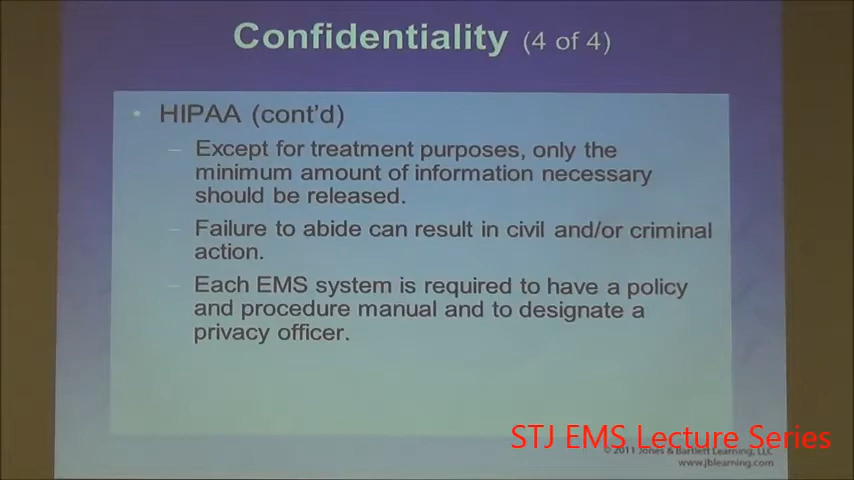 Confidentiality (4 of 4)
• HIPAA (cont'd)
– Except for treatment purposes, only the
minimum amount of information necessary
should be released.
– Failure to abide can result in civil and/or criminal
action.
– Each EMS system is required to have a policy
and procedure manual and to designate a
privacy officer.
STJ EMS Lecture Series
© 2011 Jones & Bartlett Learning, LLC
www.jblearning.com